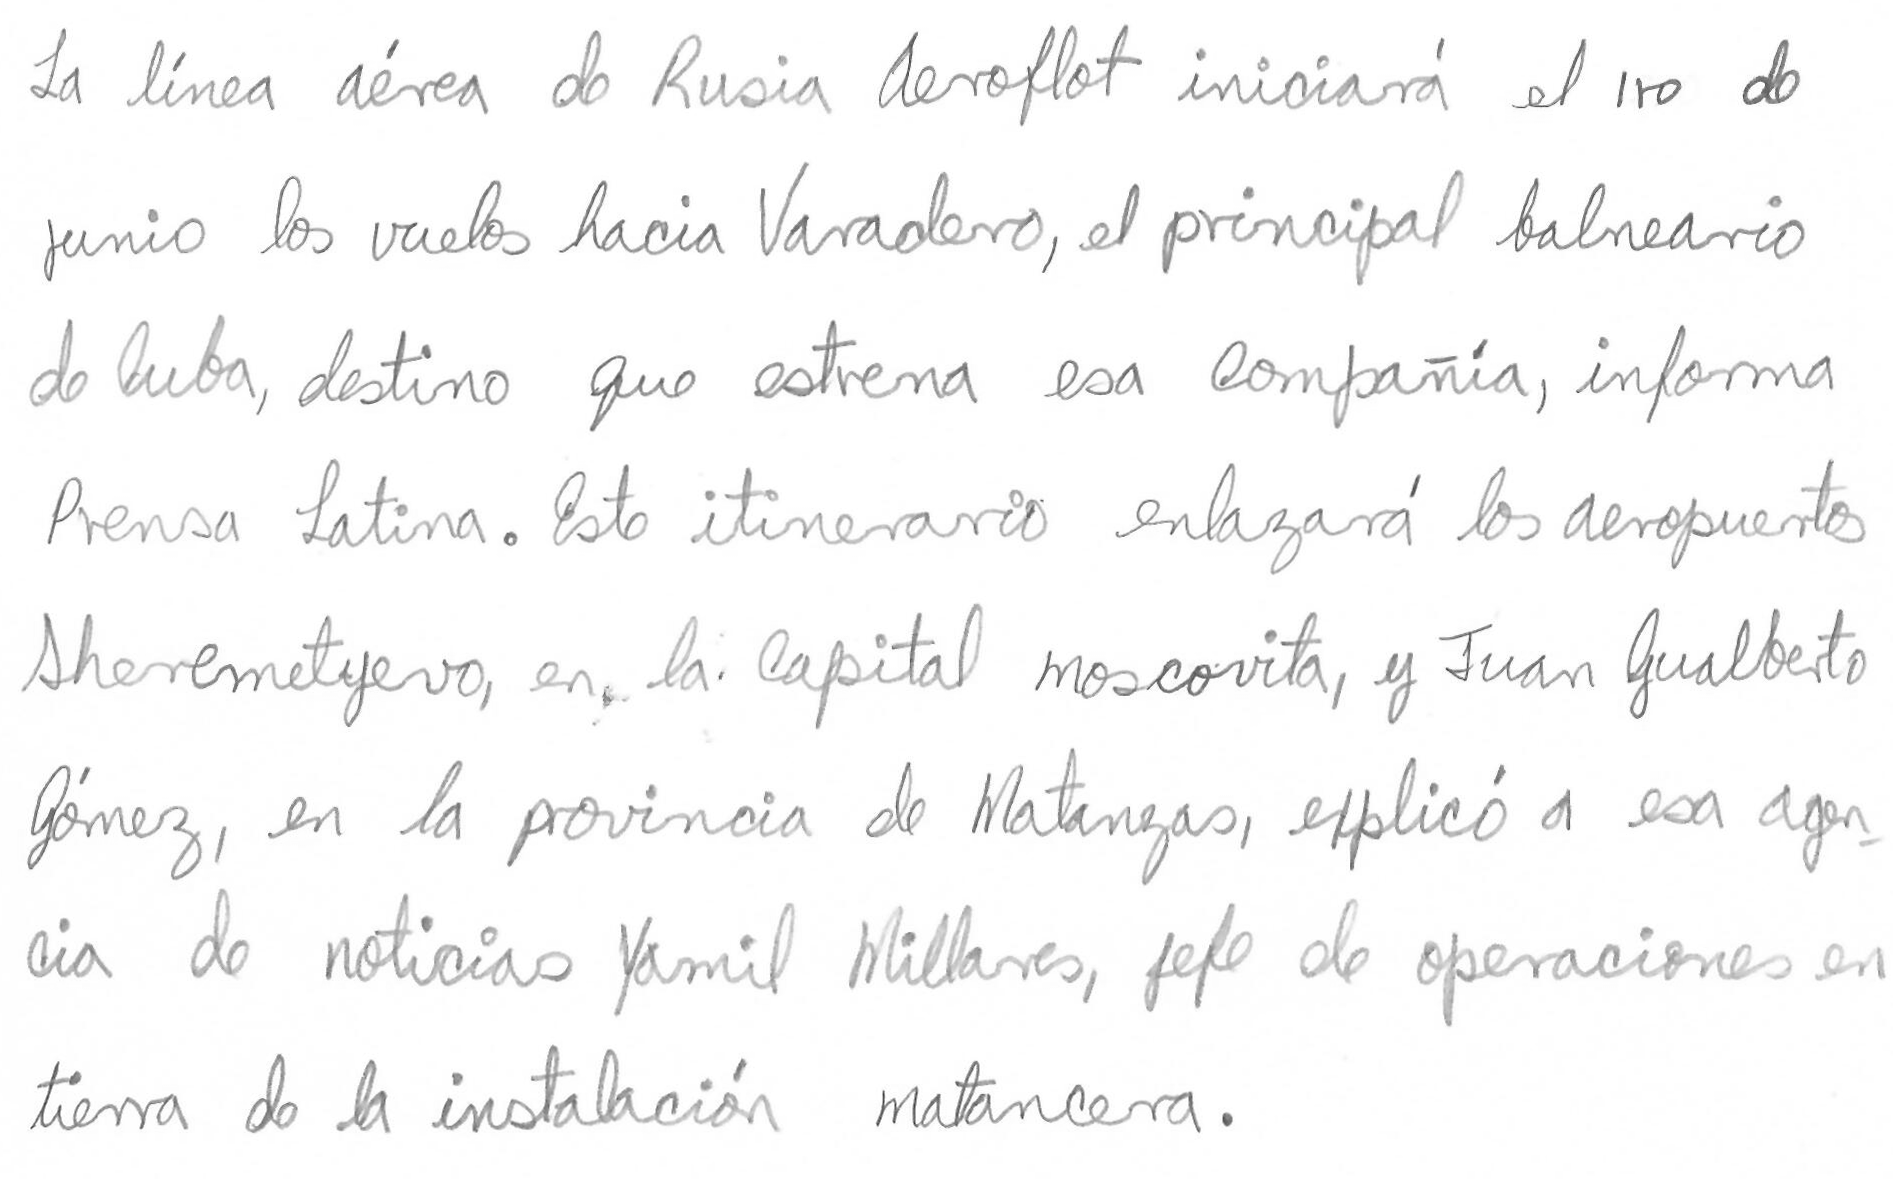 La línea aérea de Rusia Aeroflot iniciará el 1ro de
junio los vuelos hacia Varadero, el principal balneario
de Cuba, destino que estrena esa compañía, informa
Prensa Latina. Este itinerario enlazará los aeropuertos
Sheremetyevo, en la capital moscovita, y Juan Gualberto
Gómez, en la provincia de Matanzas, explicó a esa agen-
cia de noticias Yamil Millares, jefe de operaciones en
tierra de la instalación matancera.